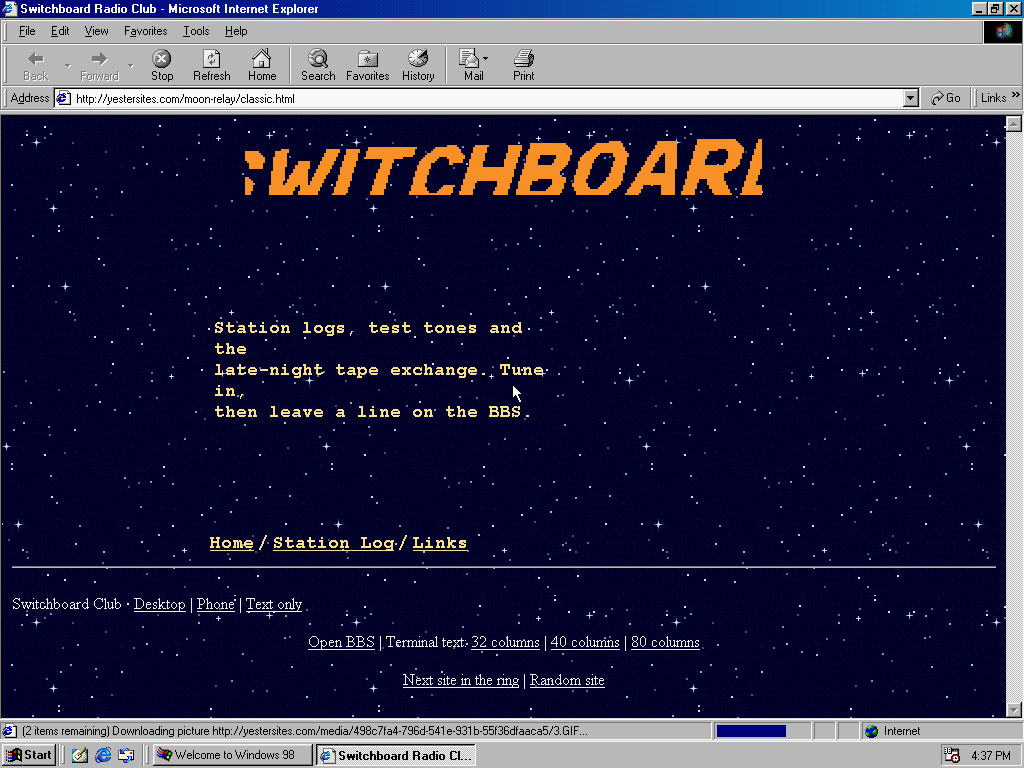 Switchboard Radio Club - Microsoft Internet Explorer
File Edit View Favorites Tools Help
Back Forward Stop Refresh Home Search Favorites History Mail Print
Address http://yestersites.com/moon-relay/classic.html Go Links »
SWITCHBOARD
Station logs, test tones and
the
late-night tape exchange. Tune
in,
then leave a line on the BBS.
Home / Station Log / Links
Switchboard Club · Desktop | Phone | Text only
Open BBS | Terminal text: 32 columns | 40 columns | 80 columns
Next site in the ring | Random site
(2 items remaining) Downloading picture http://yestersites.com/media/498c7fa4-796d-541e-931b-55f36dfaaca5/3.GIF... Internet
Start Welcome to Windows 98 Switchboard Radio Cl... 4:37 PM